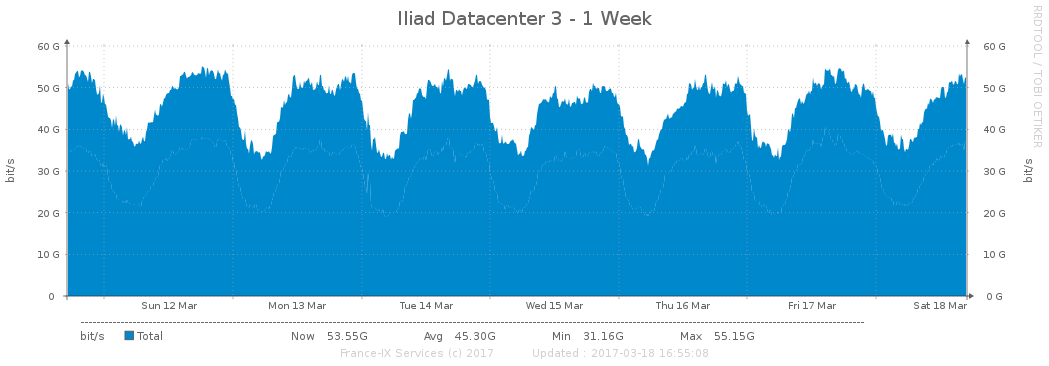 Iliad Datacenter 3 - 1 Week
RRDTOOL / TOBI OETIKER
60 G 60 G
50 G 50 G
40 G 40 G
30 G 30 G
20 G 20 G
10 G 10 G
0 0 G
bit/s bit/s
Sun 12 Mar Mon 13 Mar Tue 14 Mar Wed 15 Mar Thu 16 Mar Fri 17 Mar Sat 18 Mar
bit/s Total Now 53.55G Avg 45.30G Min 31.16G Max 55.15G
France-IX Services (c) 2017 Updated : 2017-03-18 16:55:08